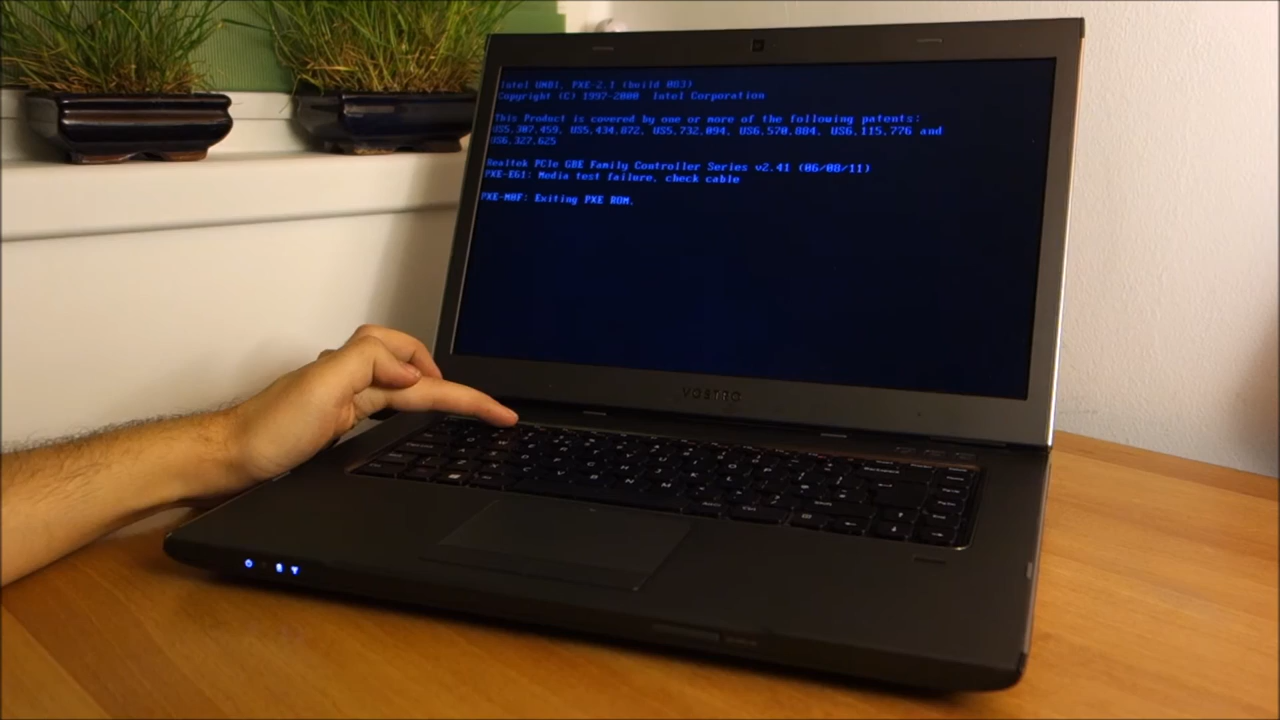 Intel UNDI, PXE-2.1 (build 083)
Copyright (C) 1997-2000  Intel Corporation
This Product is covered by one or more of the following patents:
US5,307,459, US5,434,872, US5,732,094, US6,570,884, US6,115,776 and
US6,327,625
Realtek PCIe GBE Family Controller Series v2.41 (06/08/11)
PXE-E61: Media test failure, check cable
PXE-M0F: Exiting PXE ROM.
VOSTRO